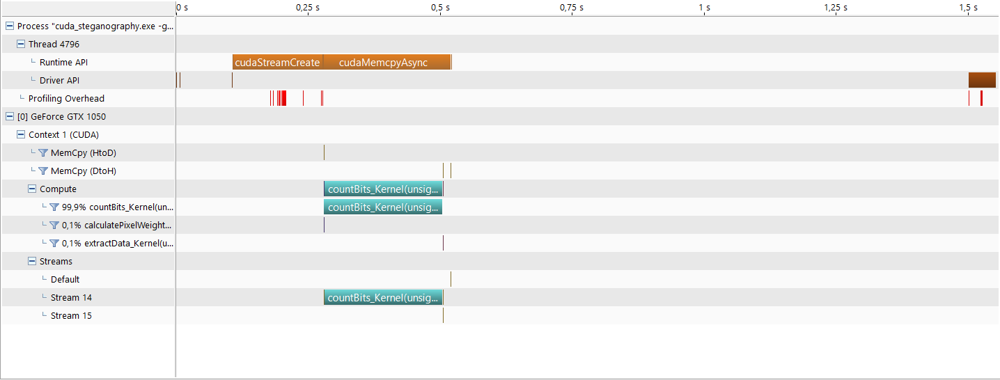 0 s 0,25 s 0,5 s 0,75 s 1 s 1,25 s 1,5 s
Process "cuda_steganography.exe -g...
Thread 4796
Runtime API cudaStreamCreate cudaMemcpyAsync
Driver API
Profiling Overhead
[0] GeForce GTX 1050
Context 1 (CUDA)
MemCpy (HtoD)
MemCpy (DtoH)
Compute countBits_Kernel(unsig...
99,9% countBits_Kernel(un... countBits_Kernel(unsig...
0,1% calculatePixelWeight...
0,1% extractData_Kernel(u...
Streams
Default
Stream 14 countBits_Kernel(unsig...
Stream 15